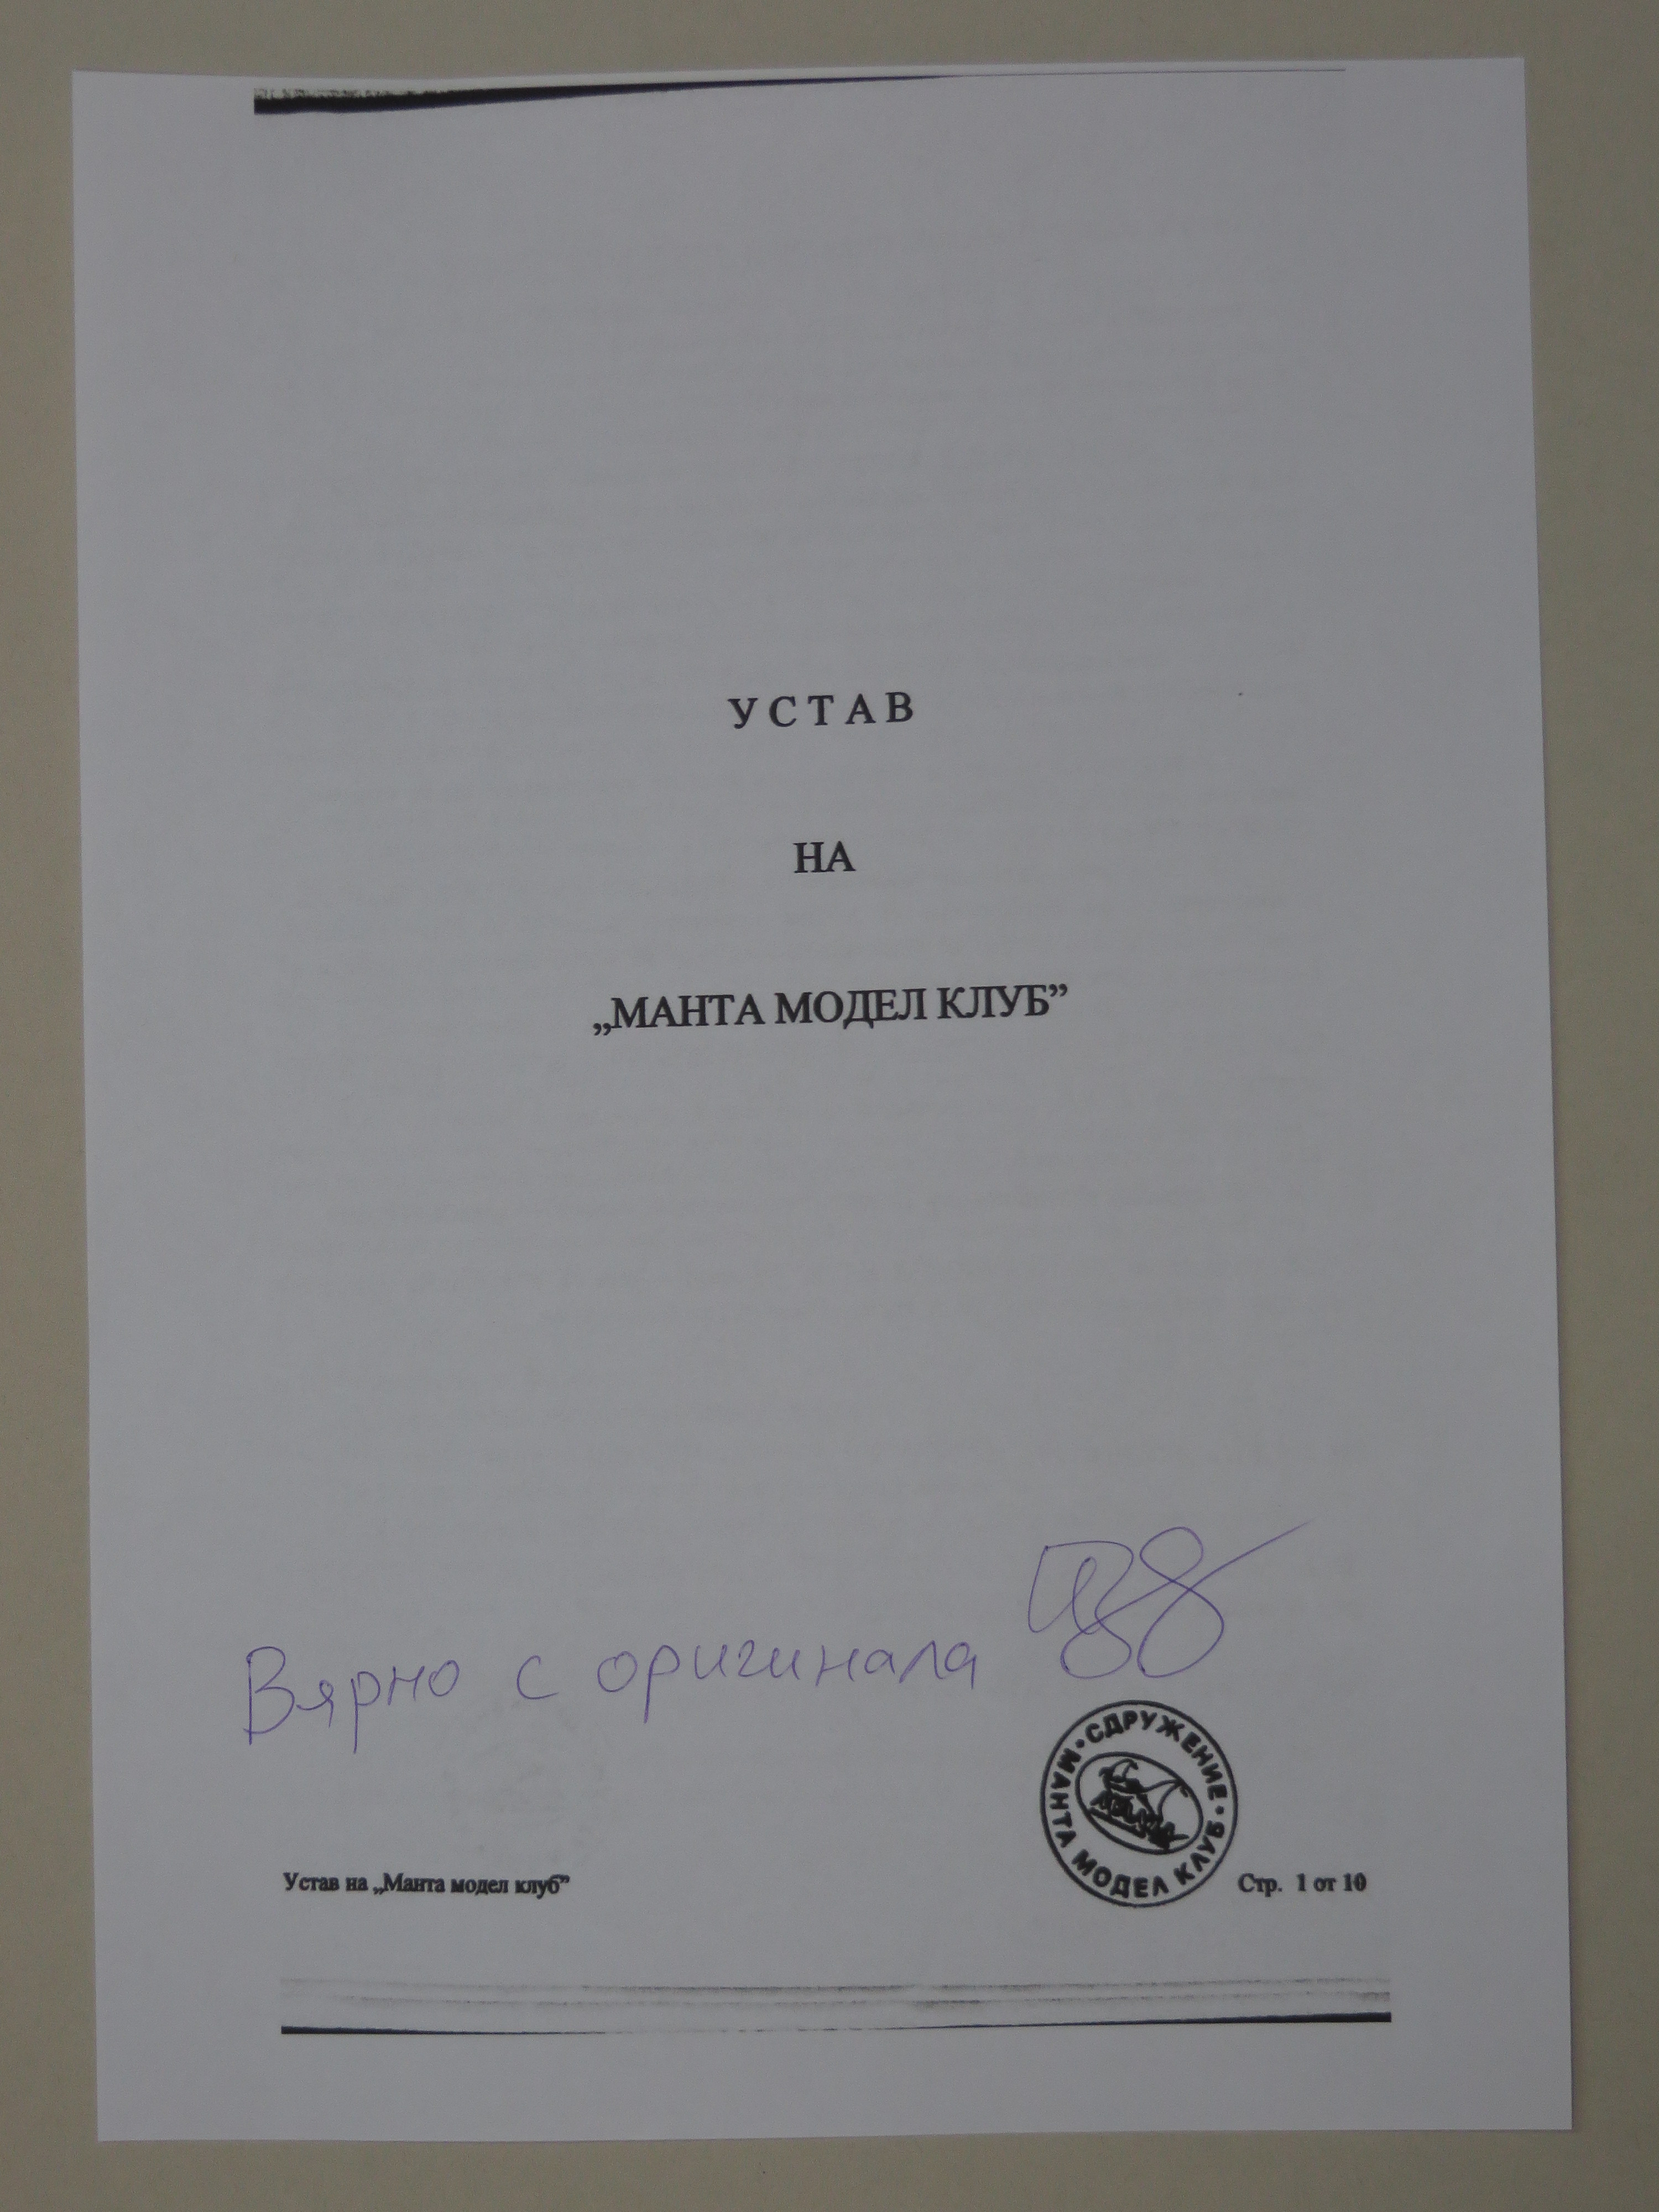 У С Т А В
НА
„МАНТА МОДЕЛ КЛУБ”
Вярно с оригинала
• СДРУЖЕНИЕ •
МАНТА МОДЕЛ КЛУБ
Устав на „Манта модел клуб”
Стр. 1 от 10